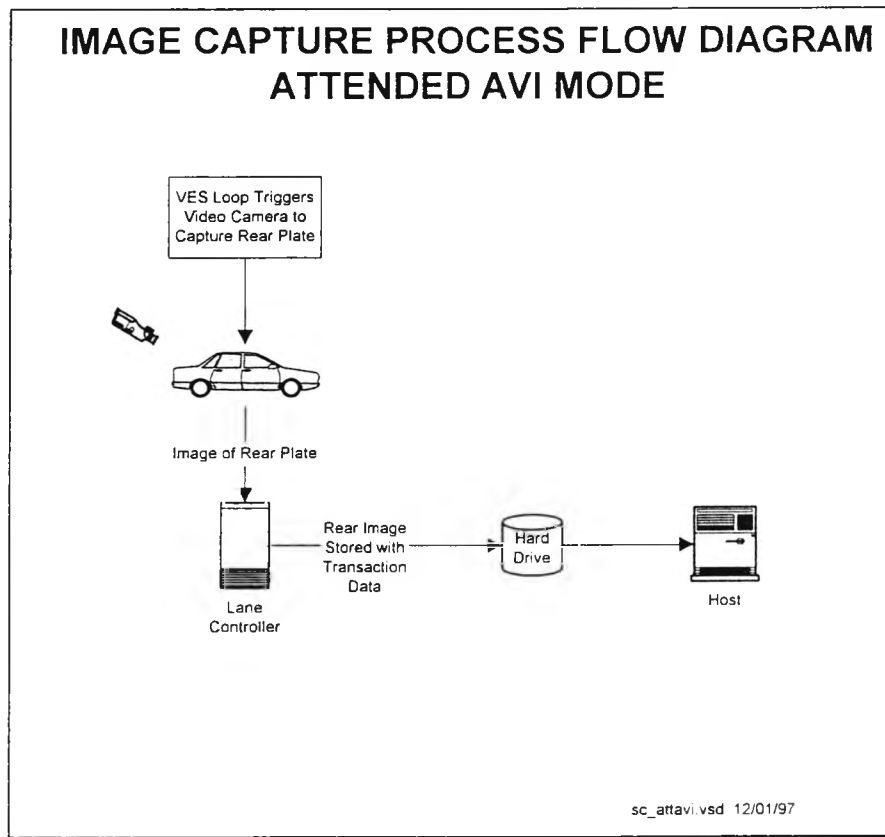 IMAGE CAPTURE PROCESS FLOW DIAGRAM
ATTENDED AVI MODE
VES Loop Triggers
Video Camera to
Capture Rear Plate
Image of Rear Plate
Rear Image
Stored with
Transaction
Data
Hard
Drive
Lane
Controller
Host
sc_attavi.vsd 12/01/97